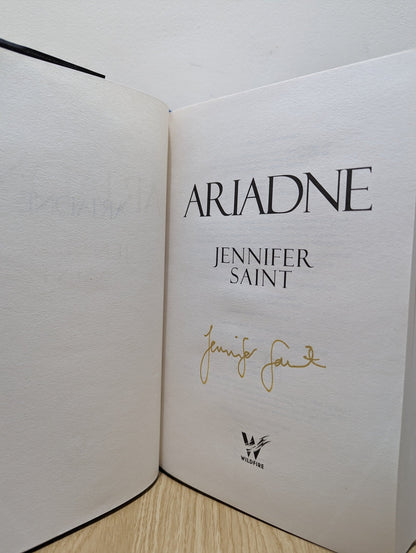 ARIADNE
JENNIFER
SAINT
Jennifer Saint
WILDFIRE